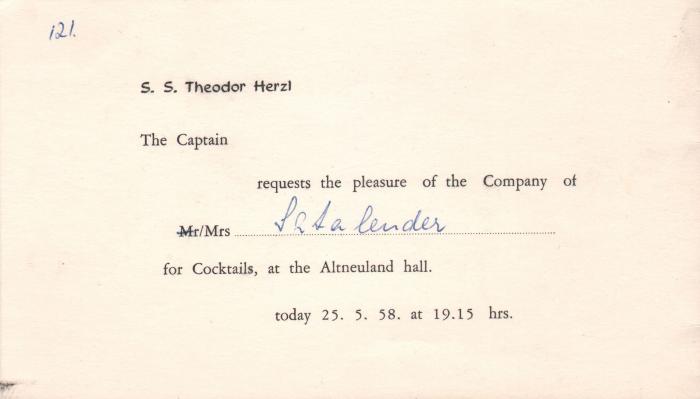 121.
S. S. Theodor Herzl
The Captain
requests the pleasure of the Company of
Mr/Mrs
for Cocktails, at the Altneuland hall.
today 25. 5. 58. at 19.15 hrs.